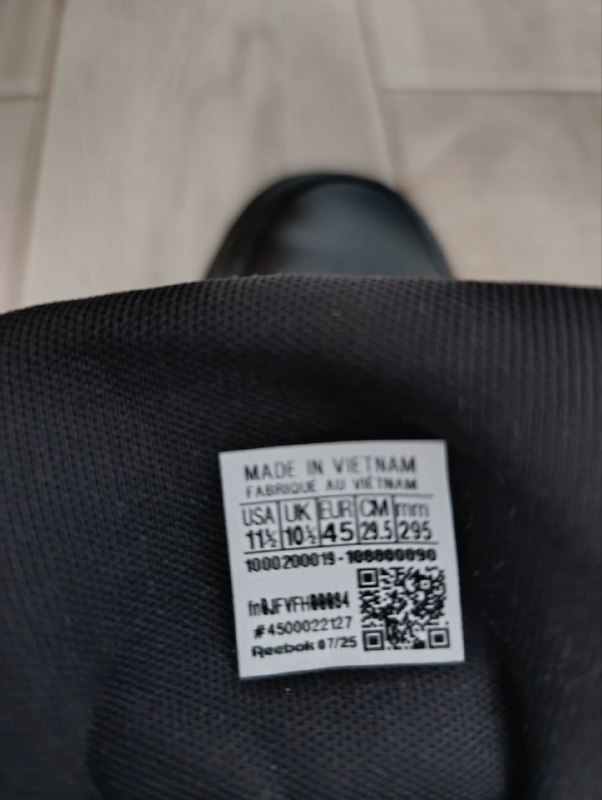 MADE IN VIETNAM
FABRIQUE AU VIETNAM
USA UK EUR CM mm
11½ 10½ 45 29.5 295
1000200019-
#4500022127
Reebok 07/25